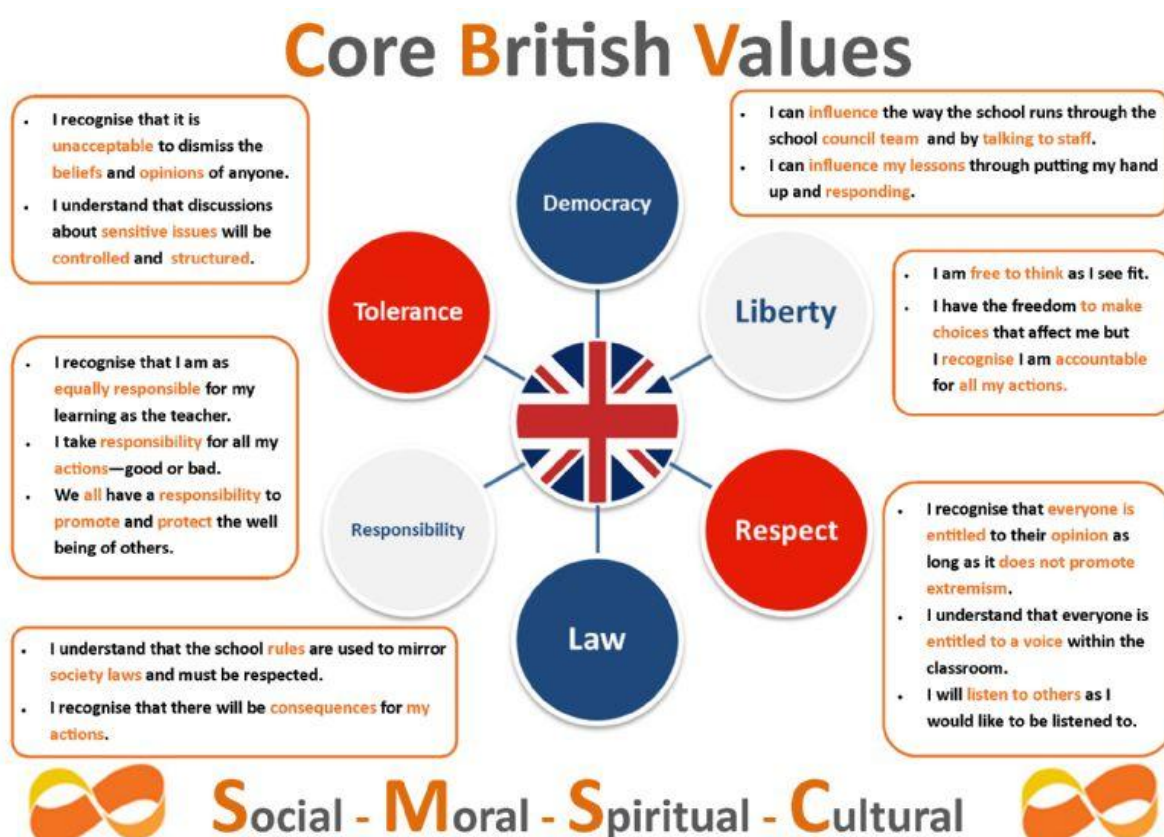 Core British Values
• I recognise that it is
unacceptable to dismiss the
beliefs and opinions of anyone.
• I understand that discussions
about sensitive issues will be
controlled and structured.
Democracy
• I can influence the way the school runs through the
school council team and by talking to staff.
• I can influence my lessons through putting my hand
up and responding.
Tolerance
Liberty
• I am free to think as I see fit.
• I have the freedom to make
choices that affect me but
I recognise I am accountable
for all my actions.
• I recognise that I am as
equally responsible for my
learning as the teacher.
• I take responsibility for all my
actions—good or bad.
• We all have a responsibility to
promote and protect the well
being of others.
Responsibility
Respect
• I recognise that everyone is
entitled to their opinion as
long as it does not promote
extremism.
• I understand that everyone is
entitled to a voice within the
classroom.
• I will listen to others as I
would like to be listened to.
Law
• I understand that the school rules are used to mirror
society laws and must be respected.
• I recognise that there will be consequences for my
actions.
Social - Moral - Spiritual - Cultural